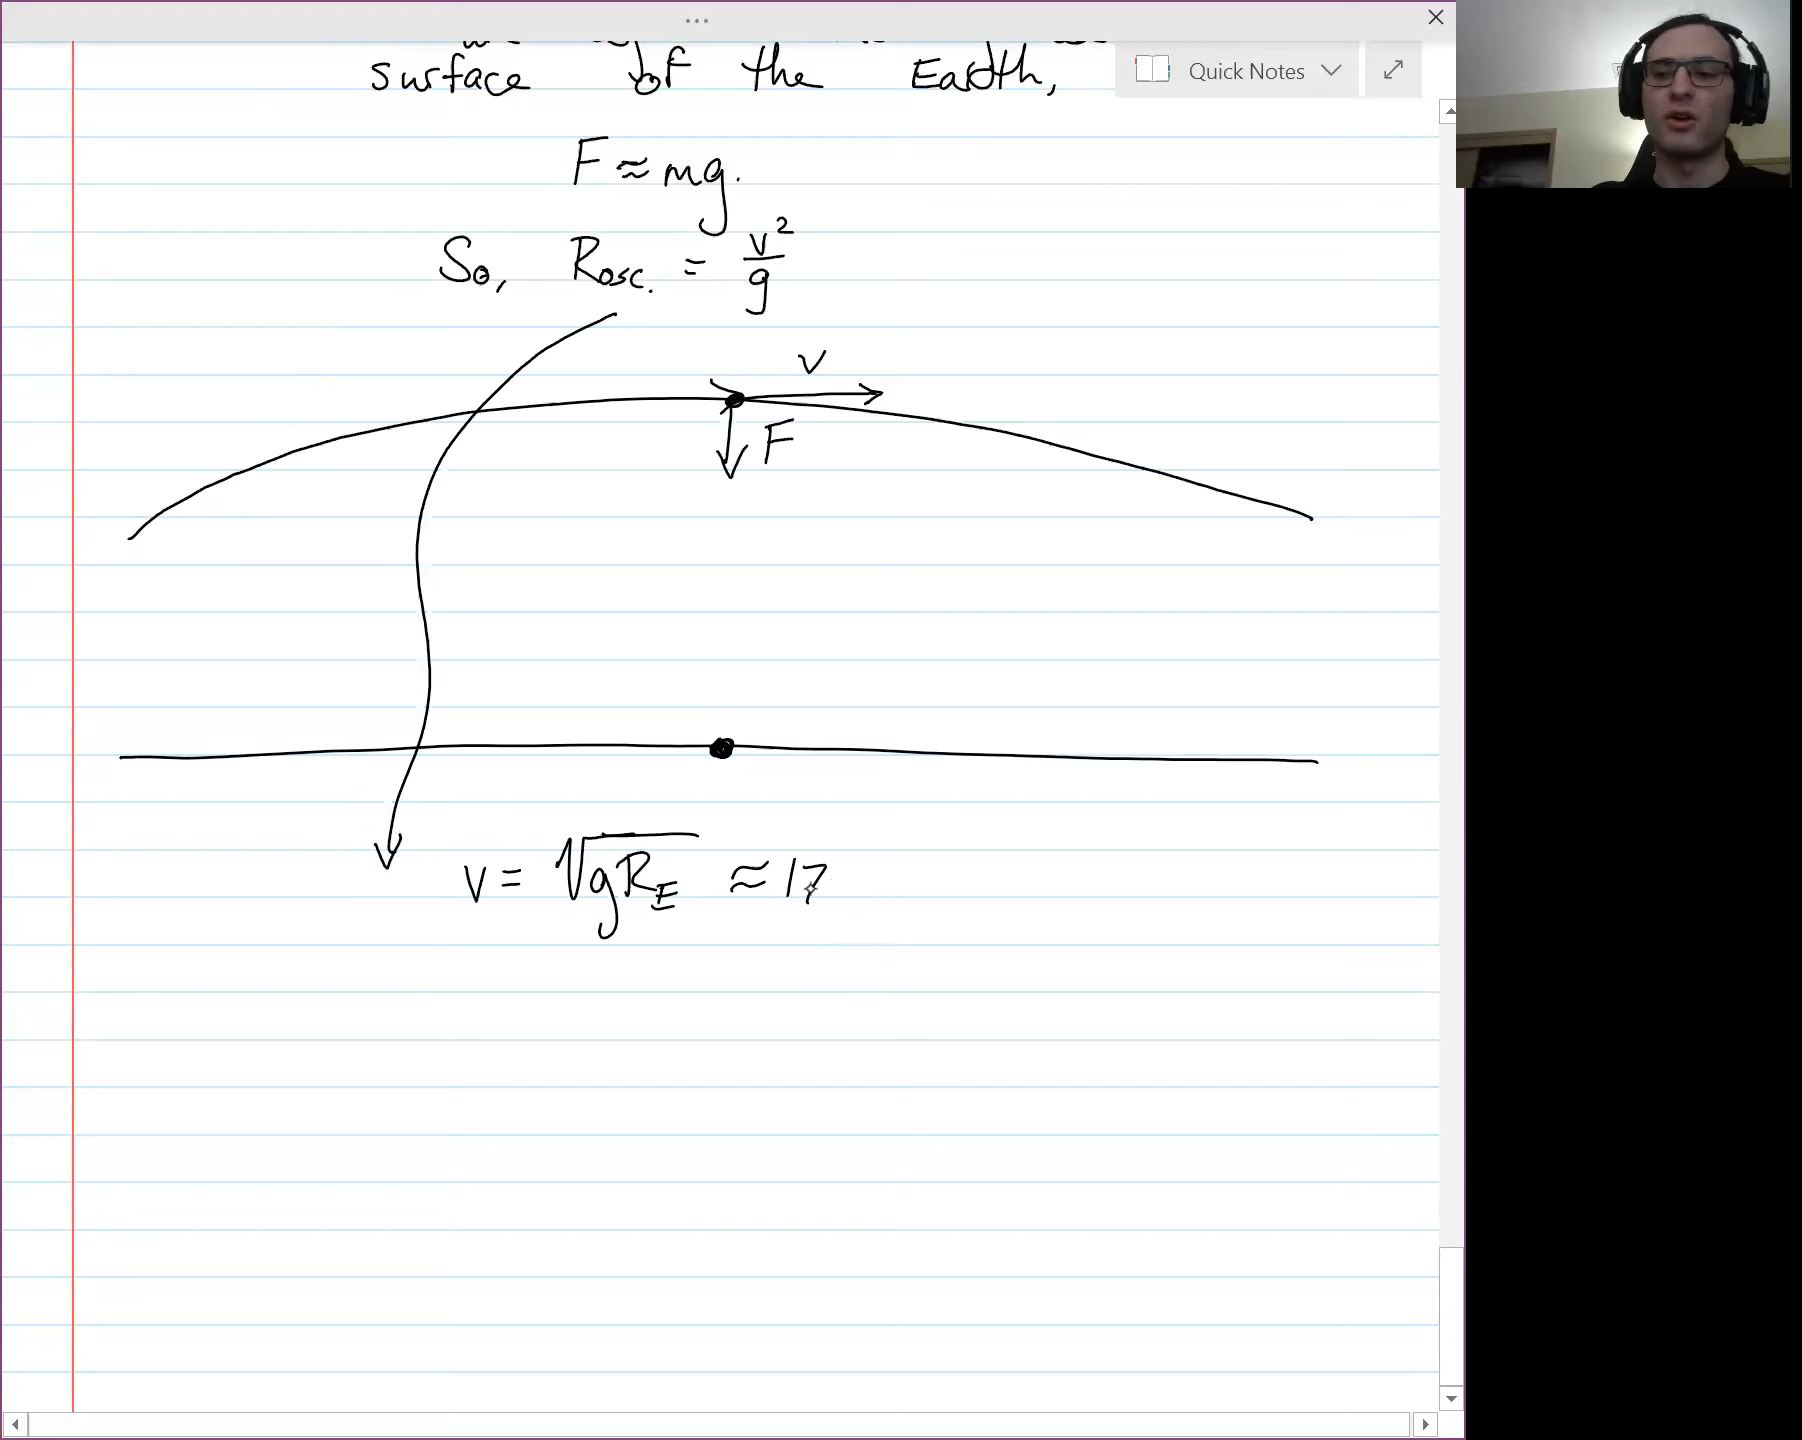 surface of the Earth,
Quick Notes
F ≈ mg.
So, Rosc. = v²/g
v
F
v = √gR_E ≈ 17